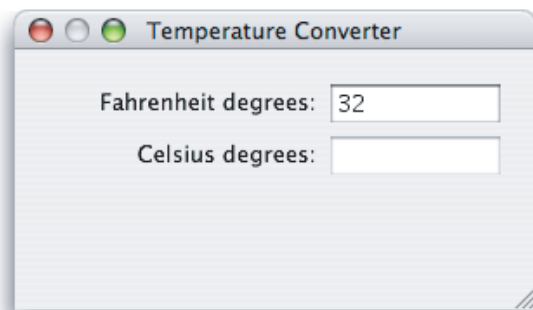 Temperature Converter
Fahrenheit degrees: 32
Celsius degrees: